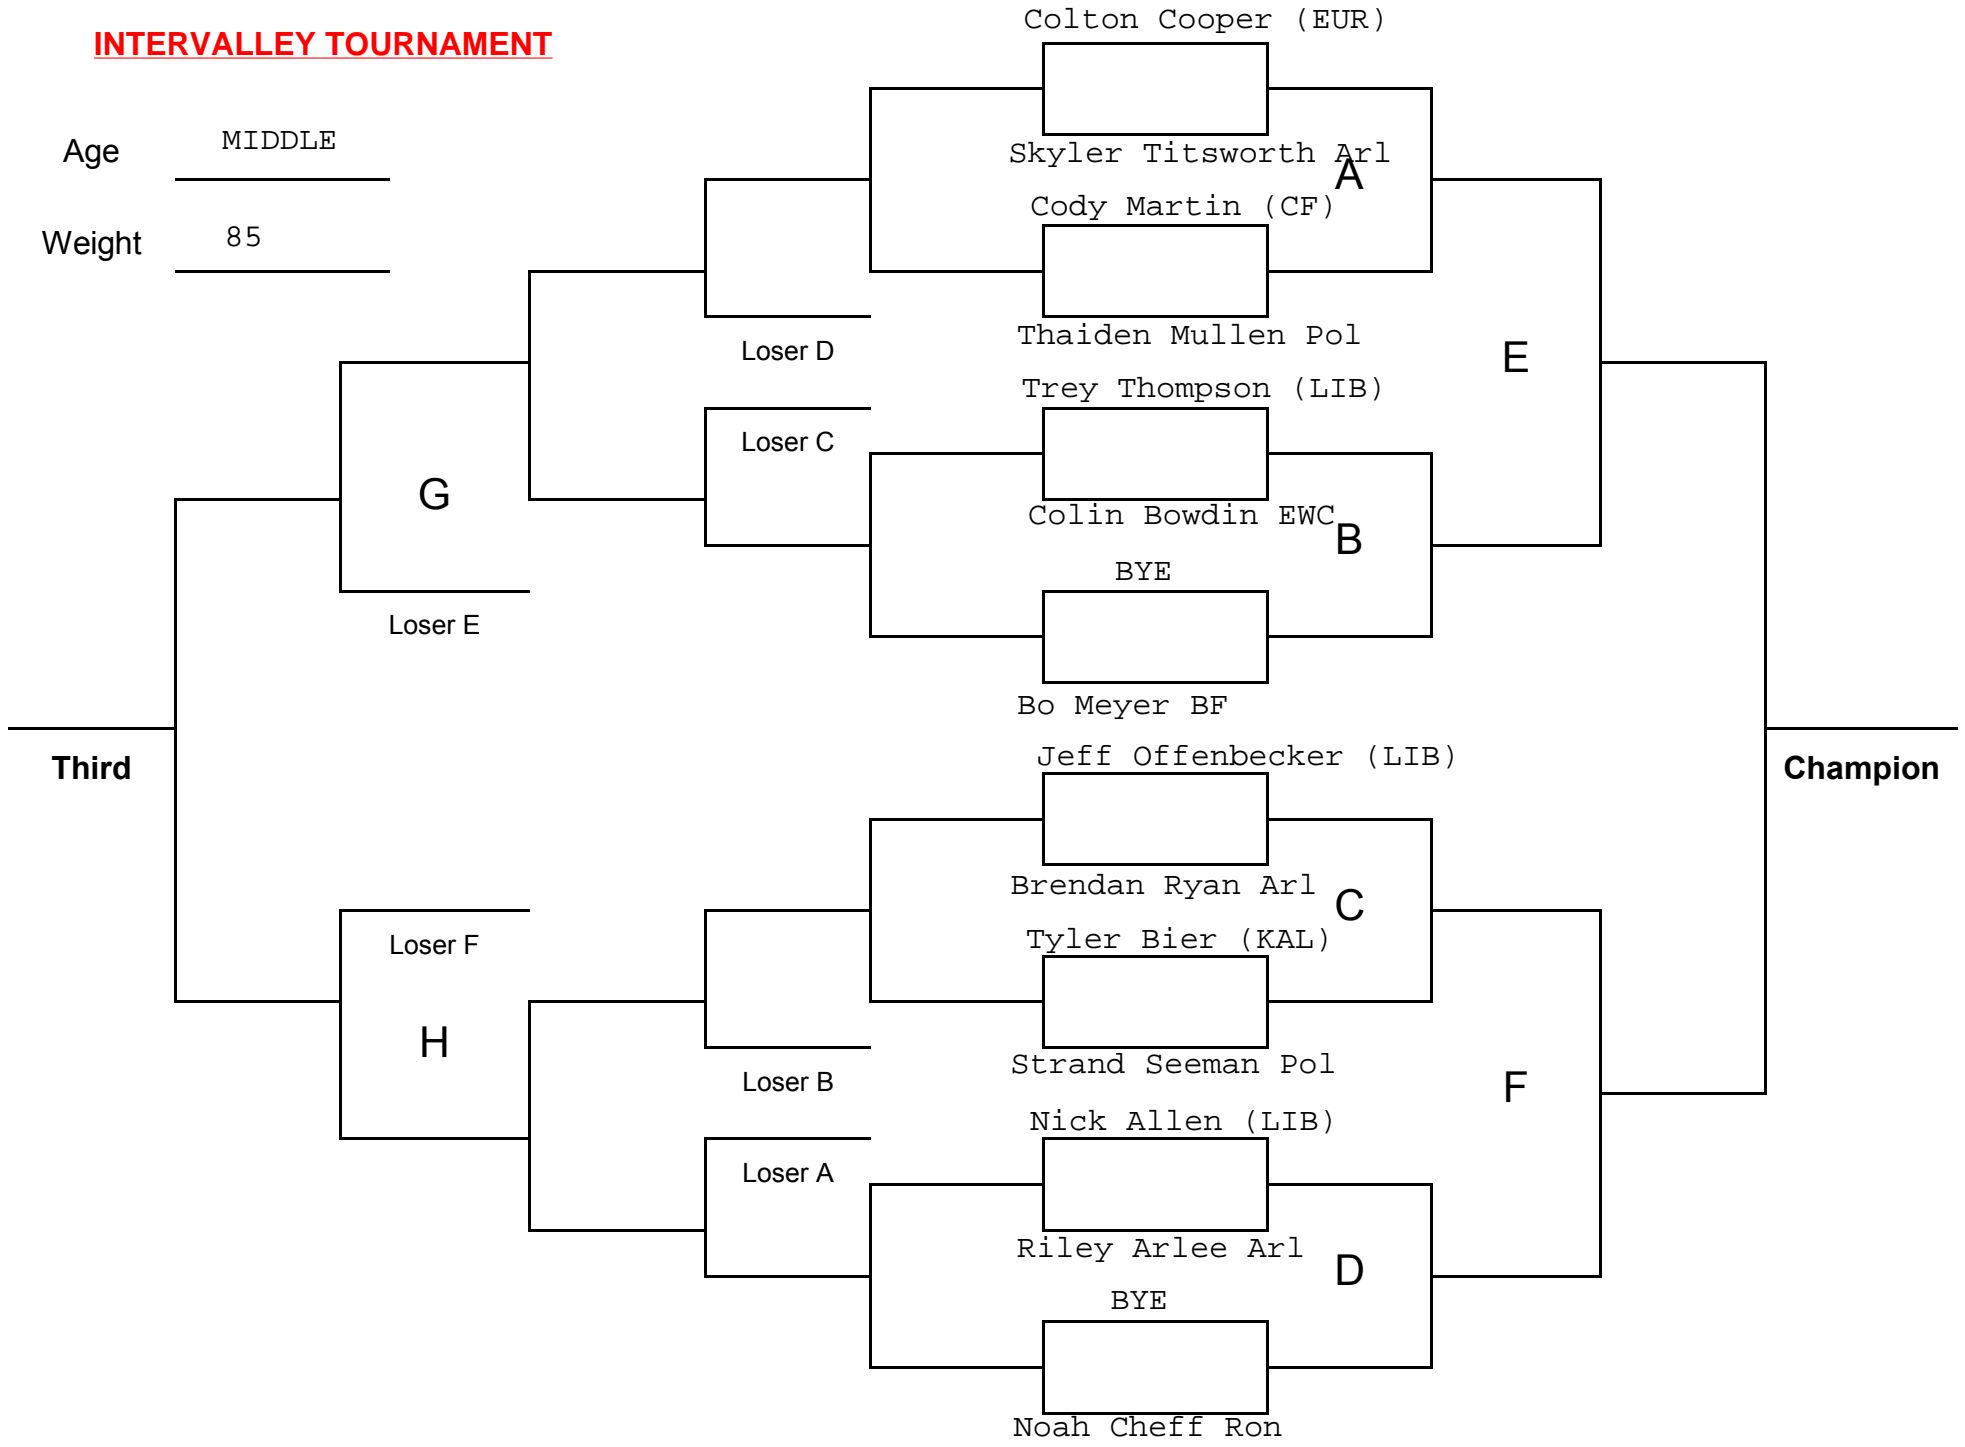 Colton Cooper (EUR)
INTERVALLEY TOURNAMENT
Age MIDDLE
Skyler Titsworth Arl
A
Cody Martin (CF)
Weight 85
Thaiden Mullen Pol
Loser D
E
Trey Thompson (LIB)
Loser C
G
Colin Bowdin EWC
B
BYE
Loser E
Bo Meyer BF
Jeff Offenbecker (LIB)
Third
Champion
Brendan Ryan Arl
C
Tyler Bier (KAL)
Loser F
H
Strand Seeman Pol
Loser B
F
Nick Allen (LIB)
Loser A
Riley Arlee Arl
D
BYE
Noah Cheff Ron